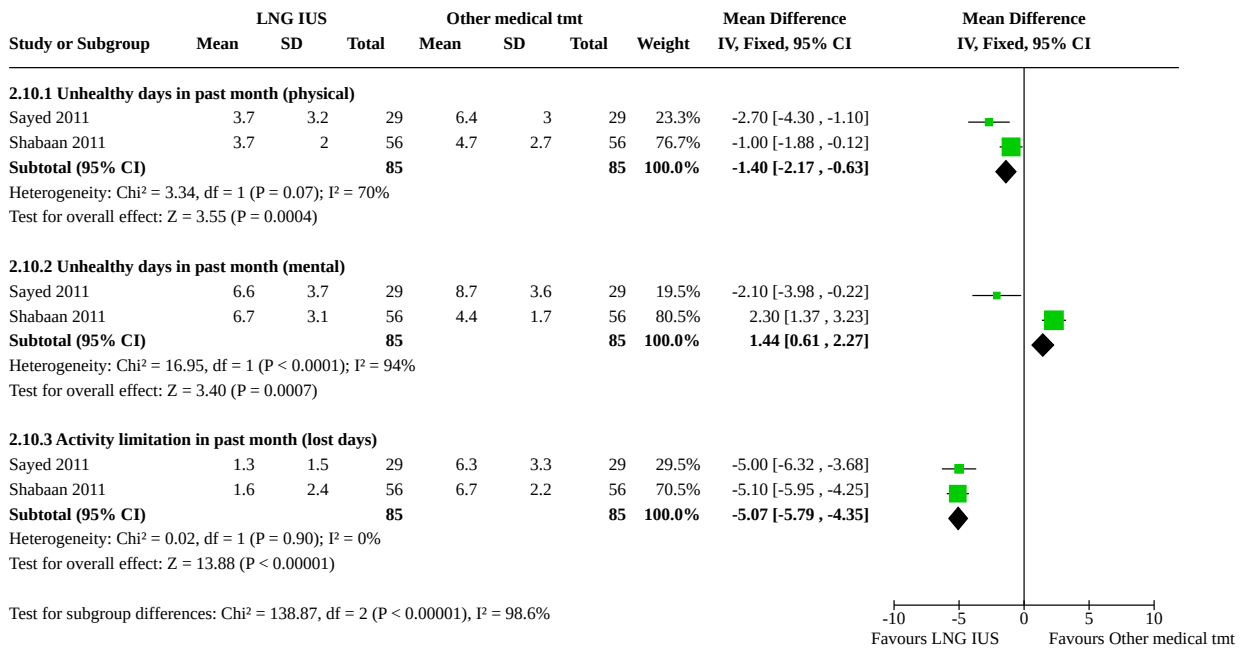 LNG IUS Other medical tmt Mean Difference Mean Difference
Study or Subgroup Mean SD Total Mean SD Total Weight IV, Fixed, 95% CI IV, Fixed, 95% CI
2.10.1 Unhealthy days in past month (physical)
Sayed 2011 3.7 3.2 29 6.4 3 29 23.3% -2.70 [-4.30 , -1.10]
Shabaan 2011 3.7 2 56 4.7 2.7 56 76.7% -1.00 [-1.88 , -0.12]
Subtotal (95% CI) 85 85 100.0% -1.40 [-2.17 , -0.63]
Heterogeneity: Chi² = 3.34, df = 1 (P = 0.07); I² = 70%
Test for overall effect: Z = 3.55 (P = 0.0004)
2.10.2 Unhealthy days in past month (mental)
Sayed 2011 6.6 3.7 29 8.7 3.6 29 19.5% -2.10 [-3.98 , -0.22]
Shabaan 2011 6.7 3.1 56 4.4 1.7 56 80.5% 2.30 [1.37 , 3.23]
Subtotal (95% CI) 85 85 100.0% 1.44 [0.61 , 2.27]
Heterogeneity: Chi² = 16.95, df = 1 (P < 0.0001); I² = 94%
Test for overall effect: Z = 3.40 (P = 0.0007)
2.10.3 Activity limitation in past month (lost days)
Sayed 2011 1.3 1.5 29 6.3 3.3 29 29.5% -5.00 [-6.32 , -3.68]
Shabaan 2011 1.6 2.4 56 6.7 2.2 56 70.5% -5.10 [-5.95 , -4.25]
Subtotal (95% CI) 85 85 100.0% -5.07 [-5.79 , -4.35]
Heterogeneity: Chi² = 0.02, df = 1 (P = 0.90); I² = 0%
Test for overall effect: Z = 13.88 (P < 0.00001)
Test for subgroup differences: Chi² = 138.87, df = 2 (P < 0.00001), I² = 98.6%
-10 -5 0 5 10
Favours LNG IUS Favours Other medical tmt